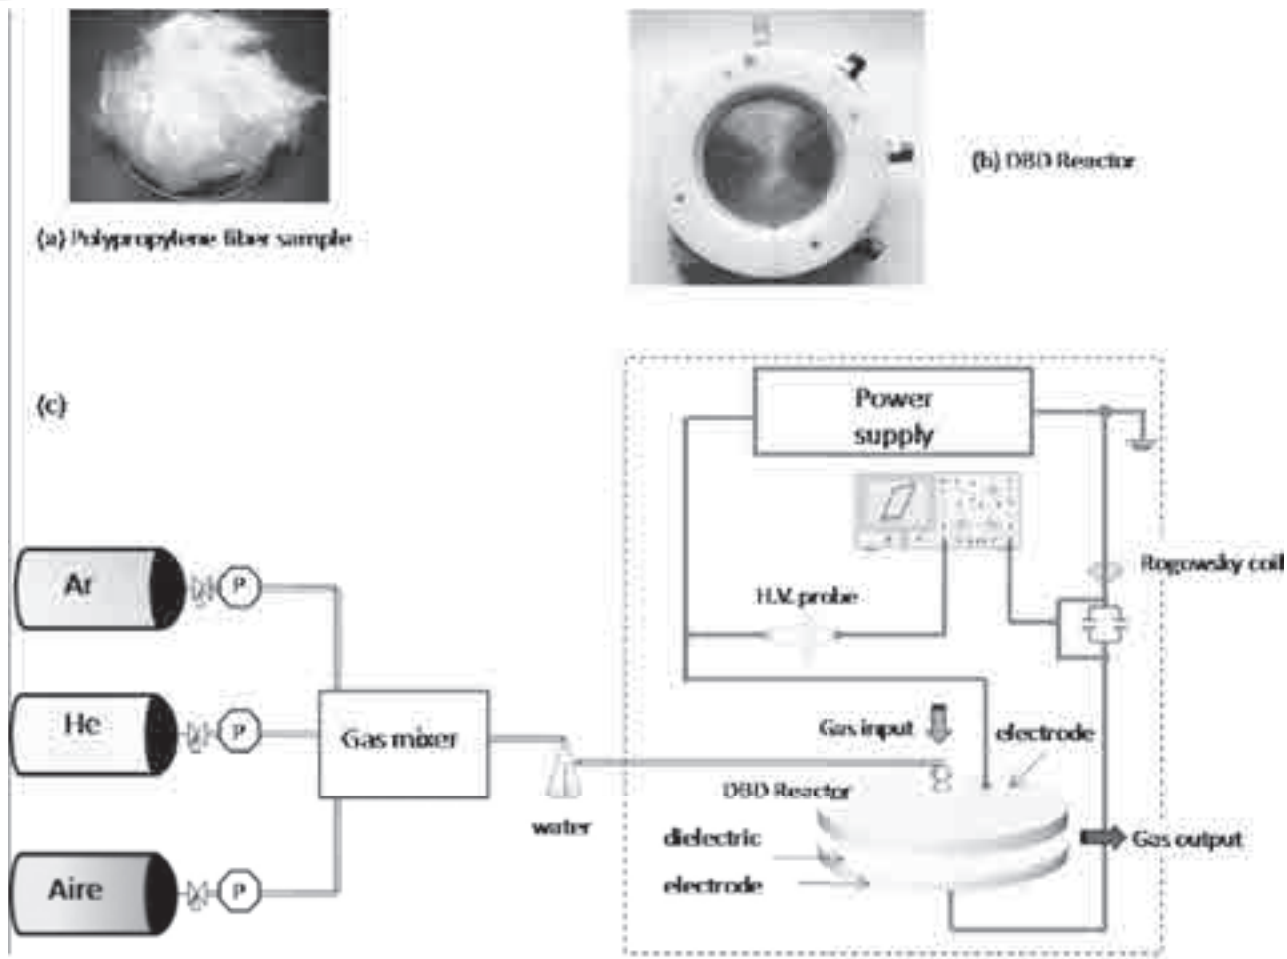 (a) Polypropylene fiber sample
(b) DBD Reactor
(c)
Power
supply
Rogowsky coil
H.V. probe
Ar
P
He
P
Gas mixer
Gas input
electrode
DBD Reactor
water
dielectric
Gas output
electrode
Aire
P